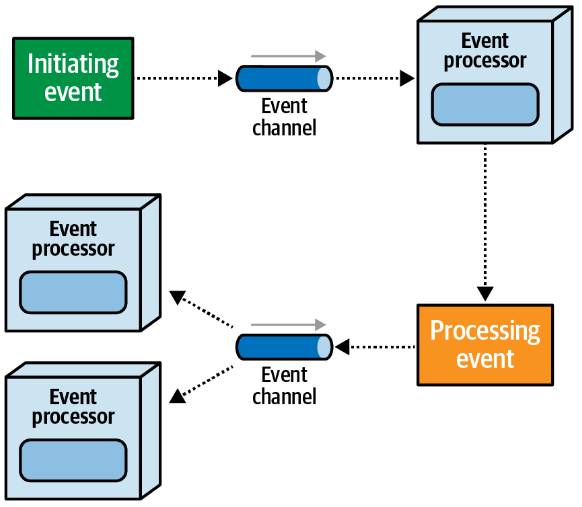 Initiating
event
Event
channel
Event
processor
Event
processor
Event
channel
Processing
event
Event
processor